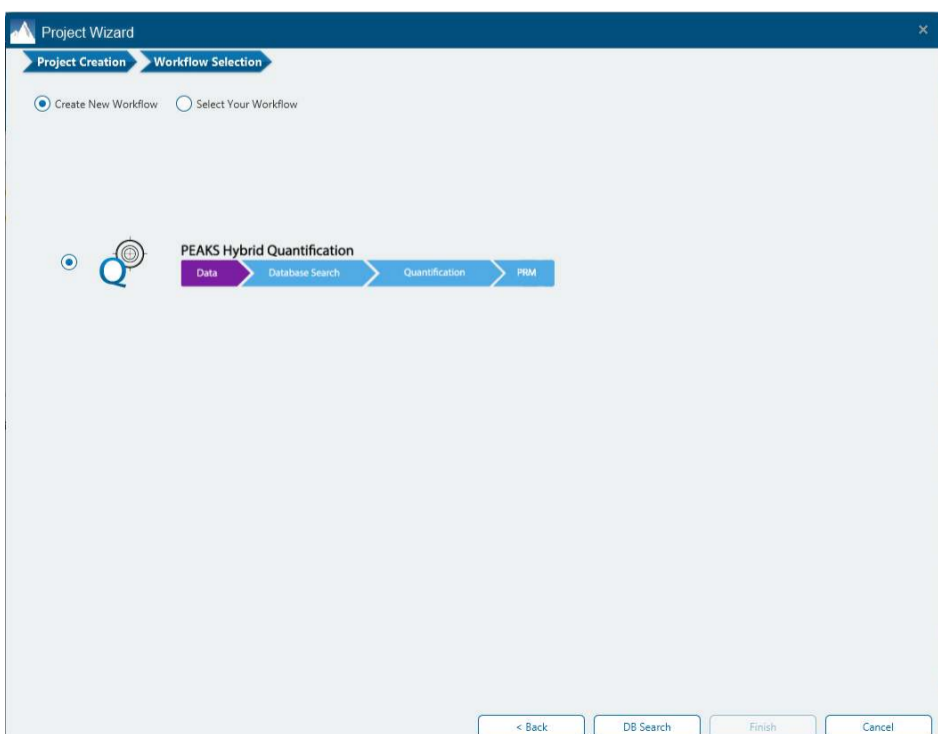 Project Wizard
Project Creation Workflow Selection
Create New Workflow Select Your Workflow
PEAKS Hybrid Quantification
Data Database Search Quantification PRM
Q
< Back DB Search Finish Cancel